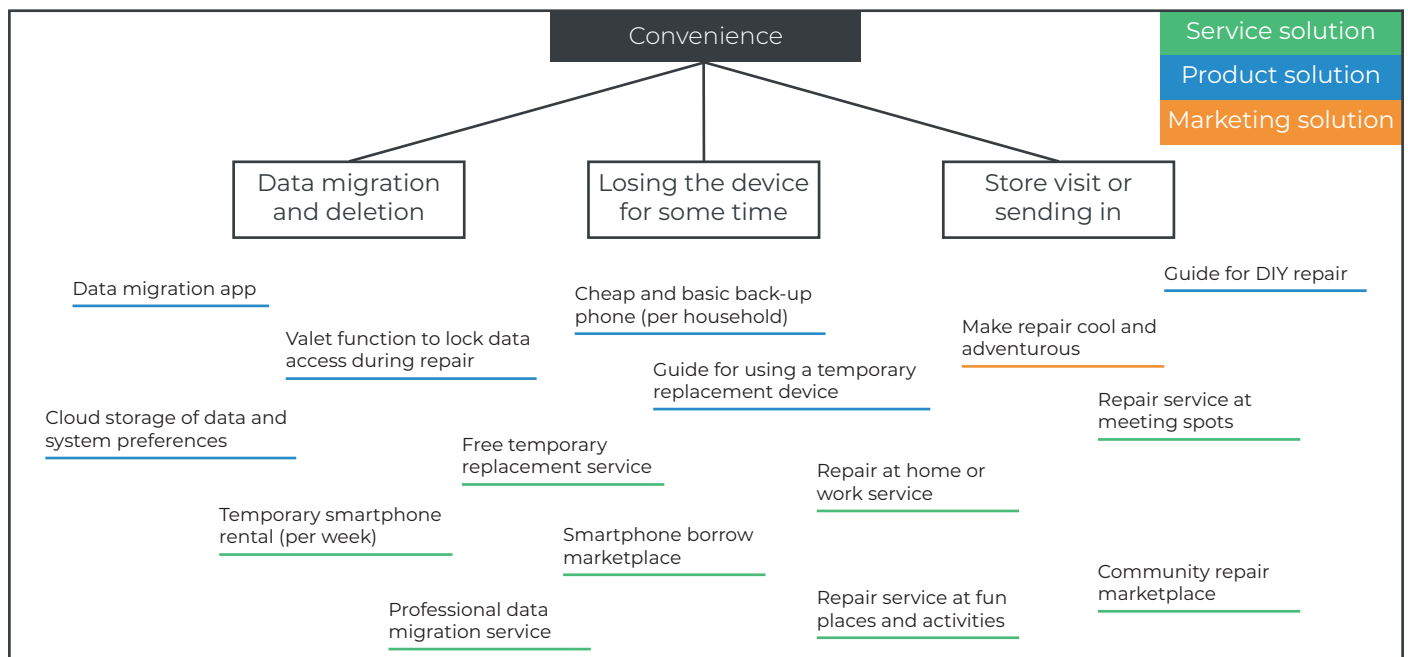 Convenience
Service solution
Product solution
Marketing solution
Data migration
and deletion
Losing the device
for some time
Store visit or
sending in
Data migration app
Valet function to lock data
access during repair
Cloud storage of data and
system preferences
Temporary smartphone
rental (per week)
Professional data
migration service
Cheap and basic back-up
phone (per household)
Guide for using a temporary
replacement device
Free temporary
replacement service
Smartphone borrow
marketplace
Guide for DIY repair
Make repair cool and
adventurous
Repair service at
meeting spots
Repair at home or
work service
Community repair
marketplace
Repair service at fun
places and activities